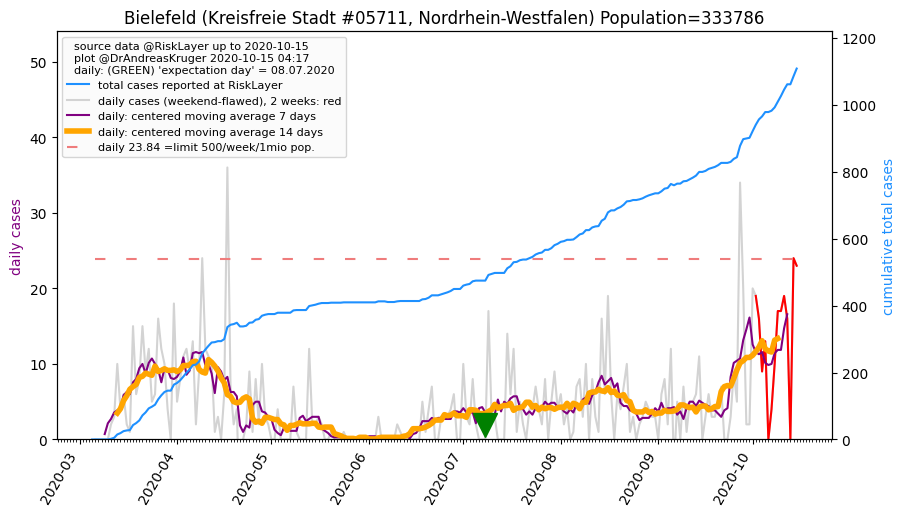 Bielefeld (Kreisfreie Stadt #05711, Nordrhein-Westfalen) Population=333786
source data @RiskLayer up to 2020-10-15
plot @DrAndreasKruger 2020-10-15 04:17
daily: (GREEN) 'expectation day' = 08.07.2020
total cases reported at RiskLayer
daily cases (weekend-flawed), 2 weeks: red
daily: centered moving average 7 days
daily: centered moving average 14 days
daily 23.84 =limit 500/week/1mio pop.
daily cases
50
40
30
20
10
0
cumulative total cases
1200
1000
800
600
400
200
0
2020-03
2020-04
2020-05
2020-06
2020-07
2020-08
2020-09
2020-10